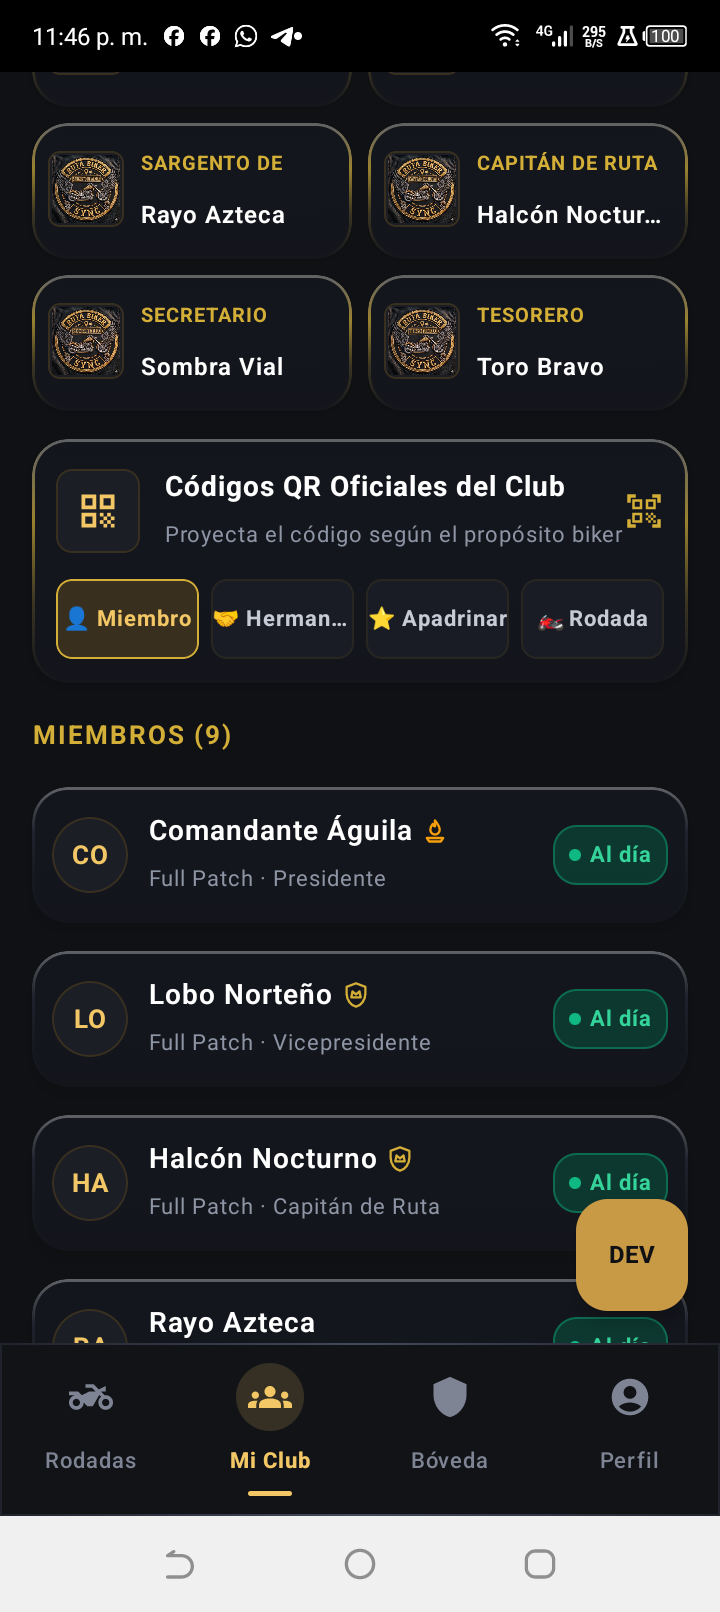 11:46 p. m.
4G
295
B/S
100
SARGENTO DE
Rayo Azteca
CAPITÁN DE RUTA
Halcón Noctur...
SECRETARIO
Sombra Vial
TESORERO
Toro Bravo
Códigos QR Oficiales del Club
Proyecta el código según el propósito biker
Miembro
Herman...
Apadrinar
Rodada
MIEMBROS (9)
CO
Comandante Águila
Full Patch · Presidente
Al día
LO
Lobo Norteño
Full Patch · Vicepresidente
Al día
HA
Halcón Nocturno
Full Patch · Capitán de Ruta
Al día
DEV
RA
Rayo Azteca
Al día
Rodadas
Mi Club
Bóveda
Perfil